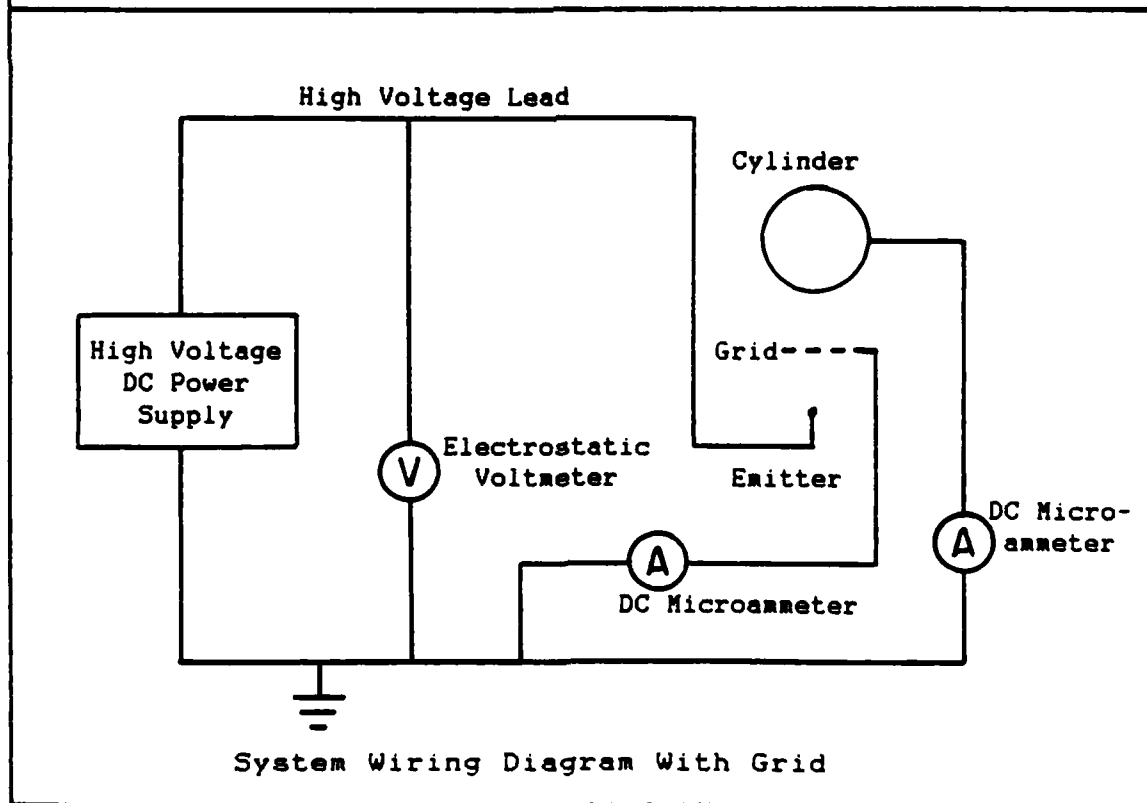 High Voltage Lead
Cylinder
High Voltage
DC Power
Supply
Grid
Electrostatic
Voltmeter
V
Emitter
DC Micro-
ammeter
A
A
DC Microammeter
System Wiring Diagram With Grid